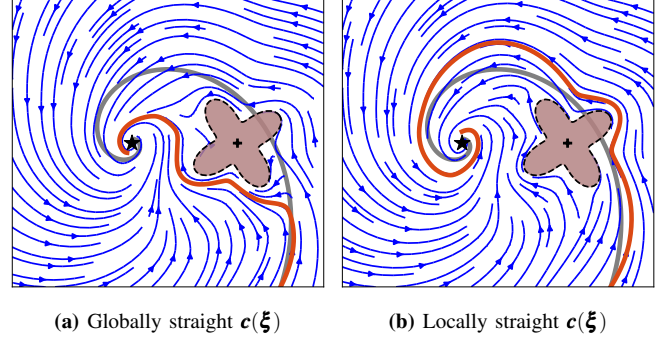 (a) Globally straight c(ξ)
(b) Locally straight c(ξ)